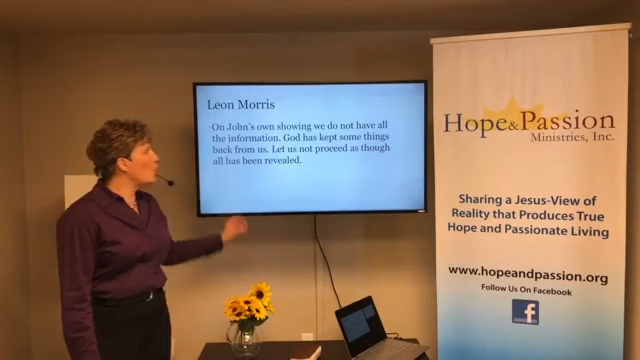 Leon Morris
On John's own showing we do not have all
the information. God has kept some things
back from us. Let us not proceed as though
all has been revealed.
Hope&Passion
Ministries, Inc.
Sharing a Jesus-View of
Reality that Produces True
Hope and Passionate Living
www.hopeandpassion.org
Follow Us On Facebook
f